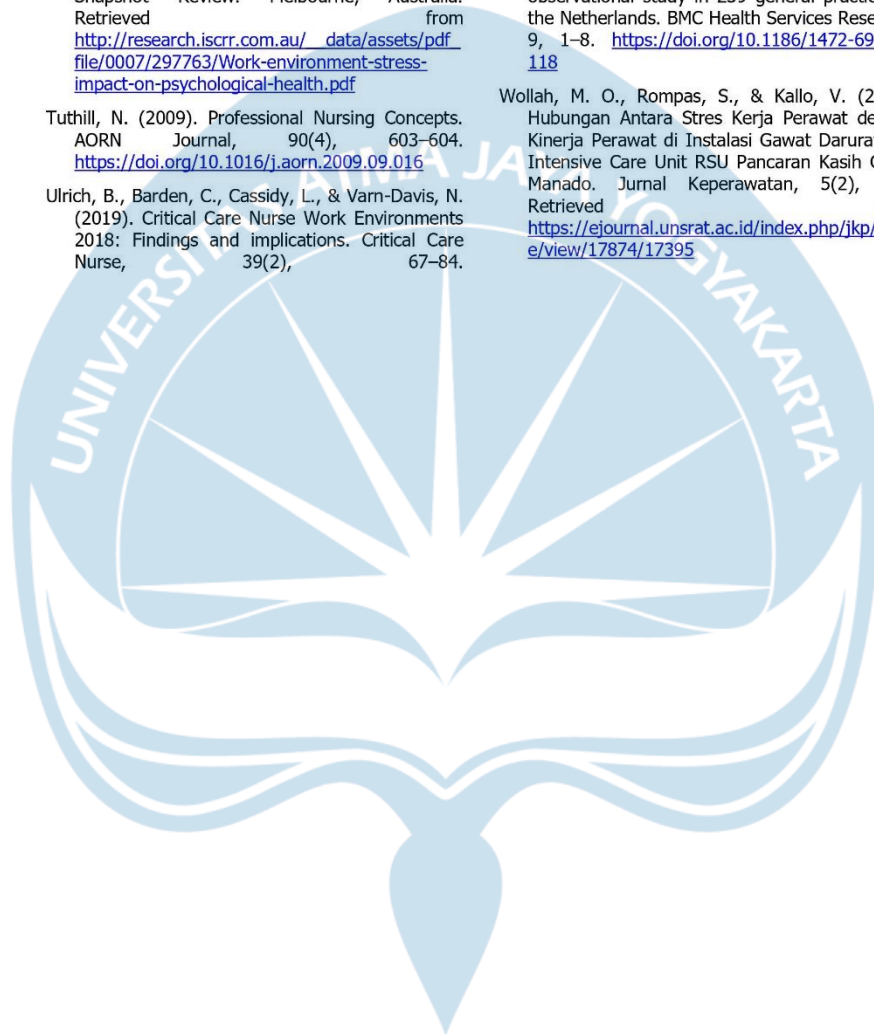 Snapshot Review. Melbourne, Australia.
Retrieved from
http://research.iscrr.com.au/__data/assets/pdf_
file/0007/297763/Work-environment-stress-
impact-on-psychological-health.pdf
Tuthill, N. (2009). Professional Nursing Concepts.
AORN Journal, 90(4), 603–604.
https://doi.org/10.1016/j.aorn.2009.09.016
Ulrich, B., Barden, C., Cassidy, L., & Varn-Davis, N.
(2019). Critical Care Nurse Work Environments
2018: Findings and implications. Critical Care
Nurse, 39(2), 67–84.
observational study in 239 general practic
the Netherlands. BMC Health Services Rese
9, 1–8. https://doi.org/10.1186/1472-69
118
Wollah, M. O., Rompas, S., & Kallo, V. (2
Hubungan Antara Stres Kerja Perawat de
Kinerja Perawat di Instalasi Gawat Darurat
Intensive Care Unit RSU Pancaran Kasih
Manado. Jurnal Keperawatan, 5(2),
Retrieved
https://ejournal.unsrat.ac.id/index.php/jkp/
e/view/17874/17395
UNIVERSITAS ATMA JAYA YOGYAKARTA